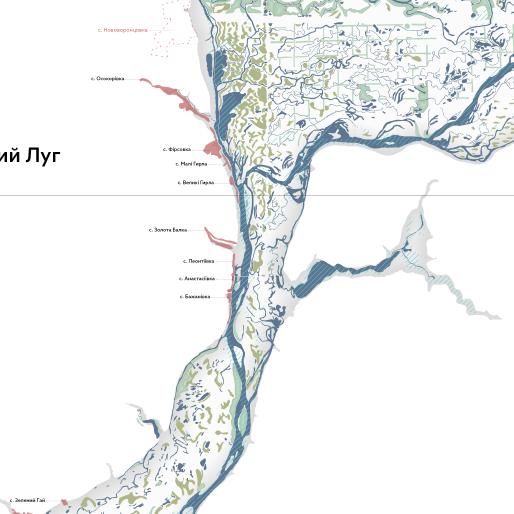 с. Нововоронцовка
с. Осокорівка
ий Луг
с. Фірсовка
с. Малі Гирла
с. Великі Гирла
с. Золота Балка
с. Леонтіївка
с. Анастасіївка
с. Бажанівка
с. Зелений Гай